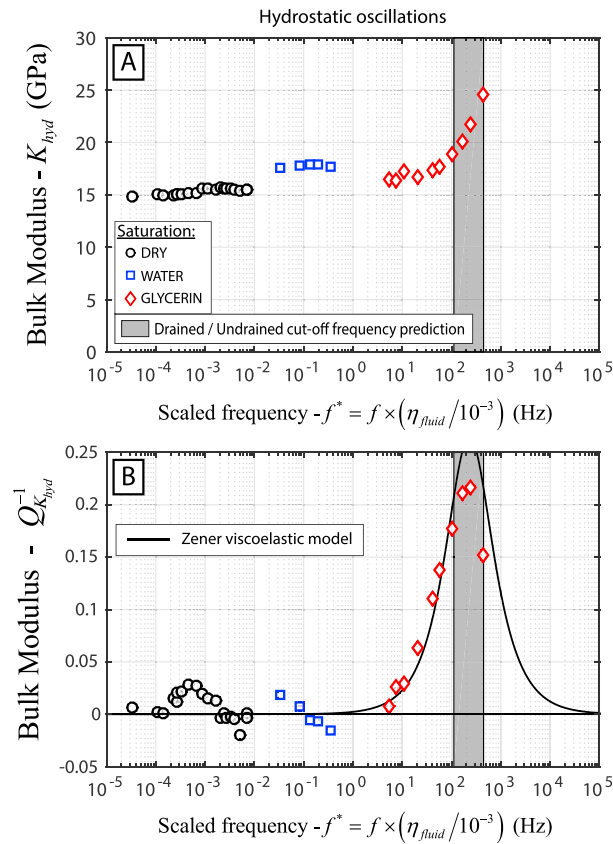 Hydrostatic oscillations
A
Bulk Modulus - K_hyd (GPa)
30
25
20
15
10
5
0
Saturation:
DRY
WATER
GLYCERIN
Drained / Undrained cut-off frequency prediction
10^-5 10^-4 10^-3 10^-2 10^-1 10^0 10^1 10^2 10^3 10^4 10^5
Scaled frequency - f* = f × (η_fluid/10^-3) (Hz)
B
Bulk Modulus - Q^-1_K_hyd
0.25
0.2
0.15
0.1
0.05
0
-0.05
Zener viscoelastic model
10^-5 10^-4 10^-3 10^-2 10^-1 10^0 10^1 10^2 10^3 10^4 10^5
Scaled frequency - f* = f × (η_fluid/10^-3) (Hz)